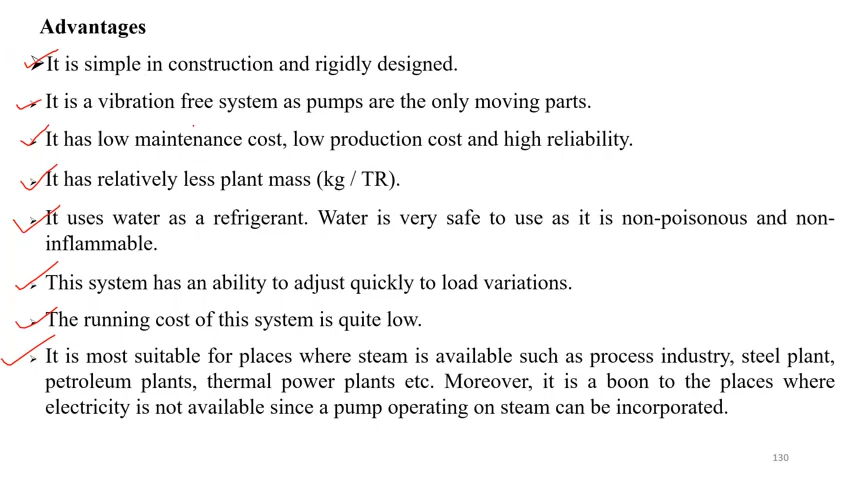 Advantages
It is simple in construction and rigidly designed.
It is a vibration free system as pumps are the only moving parts.
It has low maintenance cost, low production cost and high reliability.
It has relatively less plant mass (kg / TR).
It uses water as a refrigerant. Water is very safe to use as it is non-poisonous and non-
inflammable.
This system has an ability to adjust quickly to load variations.
The running cost of this system is quite low.
It is most suitable for places where steam is available such as process industry, steel plant,
petroleum plants, thermal power plants etc. Moreover, it is a boon to the places where
electricity is not available since a pump operating on steam can be incorporated.
130